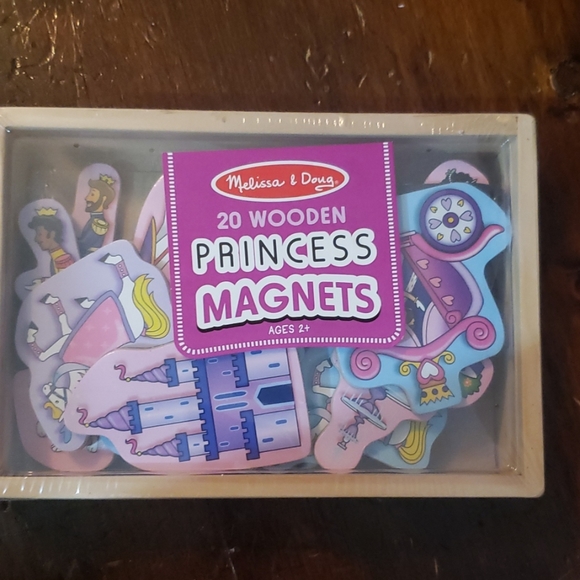 Melissa & Doug.
20 WOODEN
PRINCESS
MAGNETS
AGES 2+